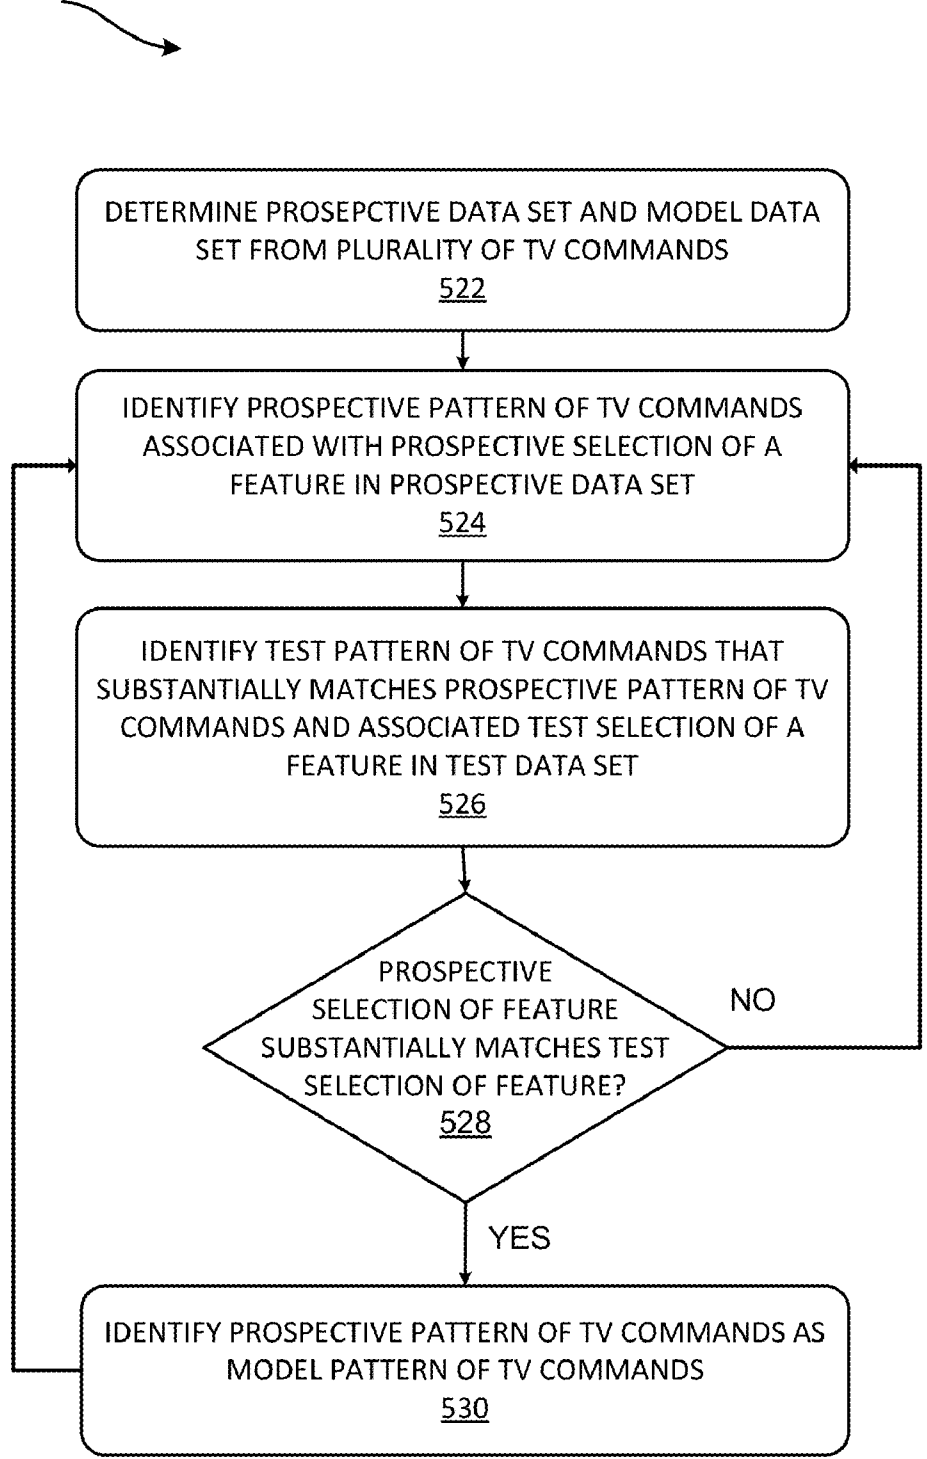 DETERMINE PROSEPCTIVE DATA SET AND MODEL DATA
SET FROM PLURALITY OF TV COMMANDS
522
IDENTIFY PROSPECTIVE PATTERN OF TV COMMANDS
ASSOCIATED WITH PROSPECTIVE SELECTION OF A
FEATURE IN PROSPECTIVE DATA SET
524
IDENTIFY TEST PATTERN OF TV COMMANDS THAT
SUBSTANTIALLY MATCHES PROSPECTIVE PATTERN OF TV
COMMANDS AND ASSOCIATED TEST SELECTION OF A
FEATURE IN TEST DATA SET
526
PROSPECTIVE
SELECTION OF FEATURE
SUBSTANTIALLY MATCHES TEST
SELECTION OF FEATURE?
528
NO
YES
IDENTIFY PROSPECTIVE PATTERN OF TV COMMANDS AS
MODEL PATTERN OF TV COMMANDS
530